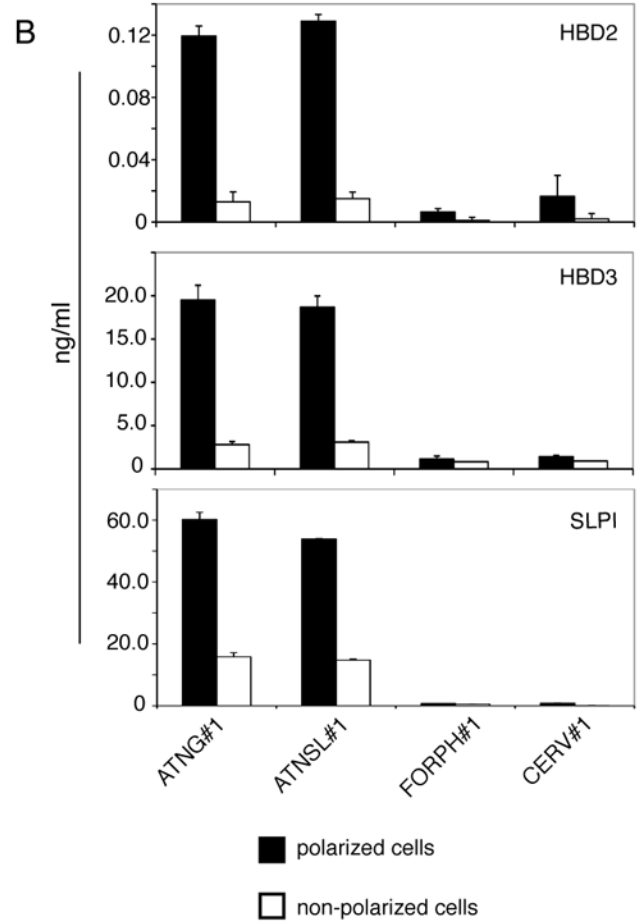 B
HBD2
0.12
0.08
0.04
0
HBD3
20.0
15.0
10.0
5.0
0
ng/ml
SLPI
60.0
40.0
20.0
0
ATNG#1
ATNSL#1
FORPH#1
CERV#1
polarized cells
non-polarized cells